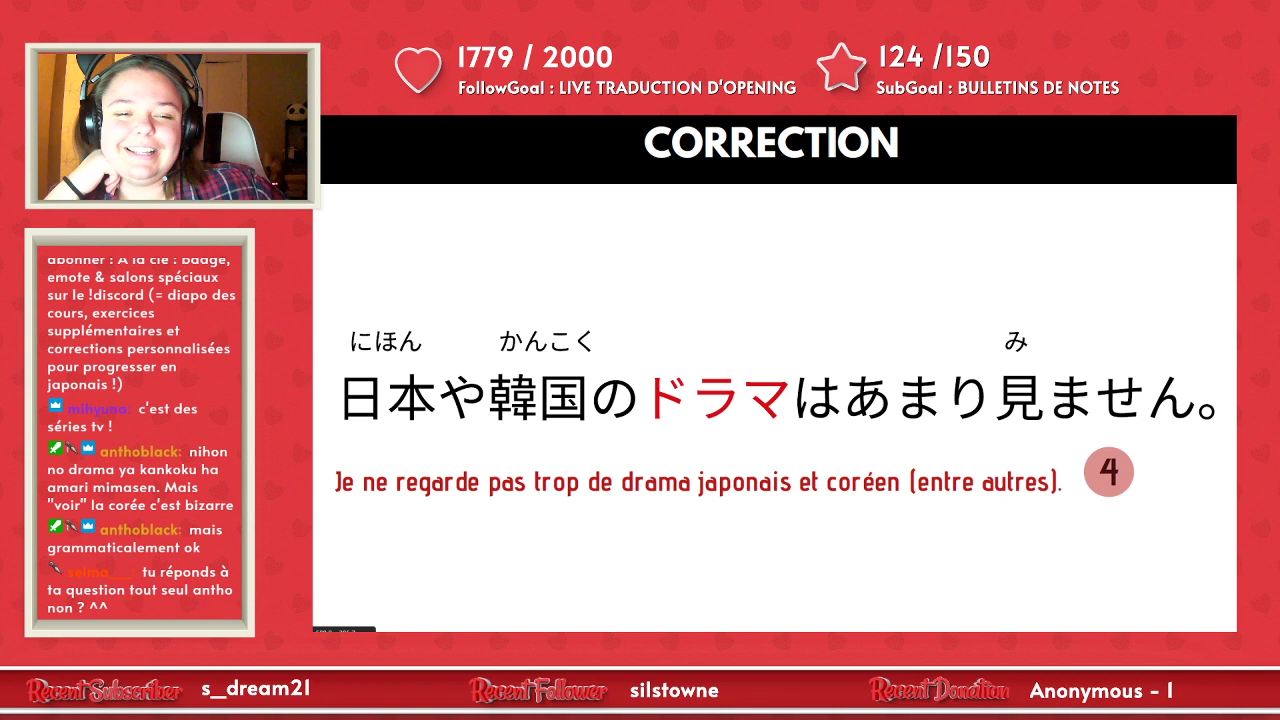 1779 / 2000
FollowGoal : LIVE TRADUCTION D'OPENING
124 /150
SubGoal : BULLETINS DE NOTES
CORRECTION
にほん かんこく み
日本や韓国のドラマはあまり見ません。
Je ne regarde pas trop de drama japonais et coréen (entre autres).
4
abonner : A la clé : badge,
emote & salons spéciaux
sur le !discord (= diapo des
cours, exercices
supplémentaires et
corrections personnalisées
pour progresser en
japonais !)
mihyuna: c'est des
séries tv !
anthoblack: nihon
no drama ya kankoku ha
amari mimasen. Mais
"voir" la corée c'est bizarre
anthoblack: mais
grammaticalement ok
selma___: tu réponds à
ta question tout seul antho
non ? ^^
Recent Subscriber s_dream21
Recent Follower silstowne
Recent Donation Anonymous - 1